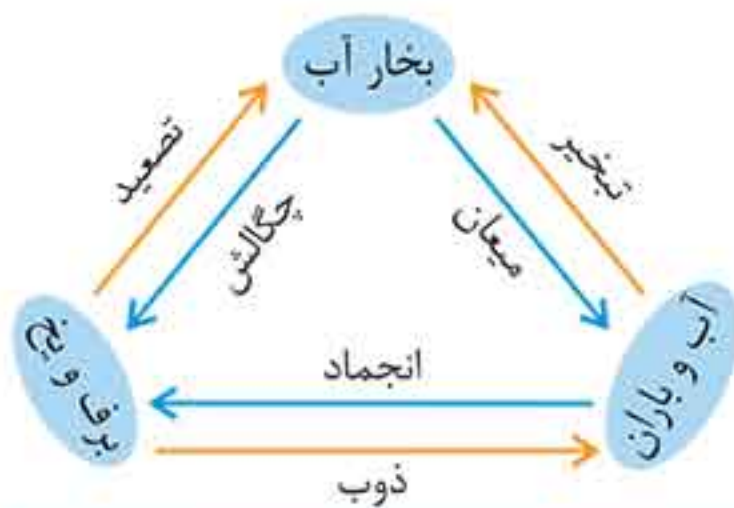 بخار آب
تصعید
چگالش
میعان
تبخیر
برف و یخ
آب و باران
انجماد
ذوب